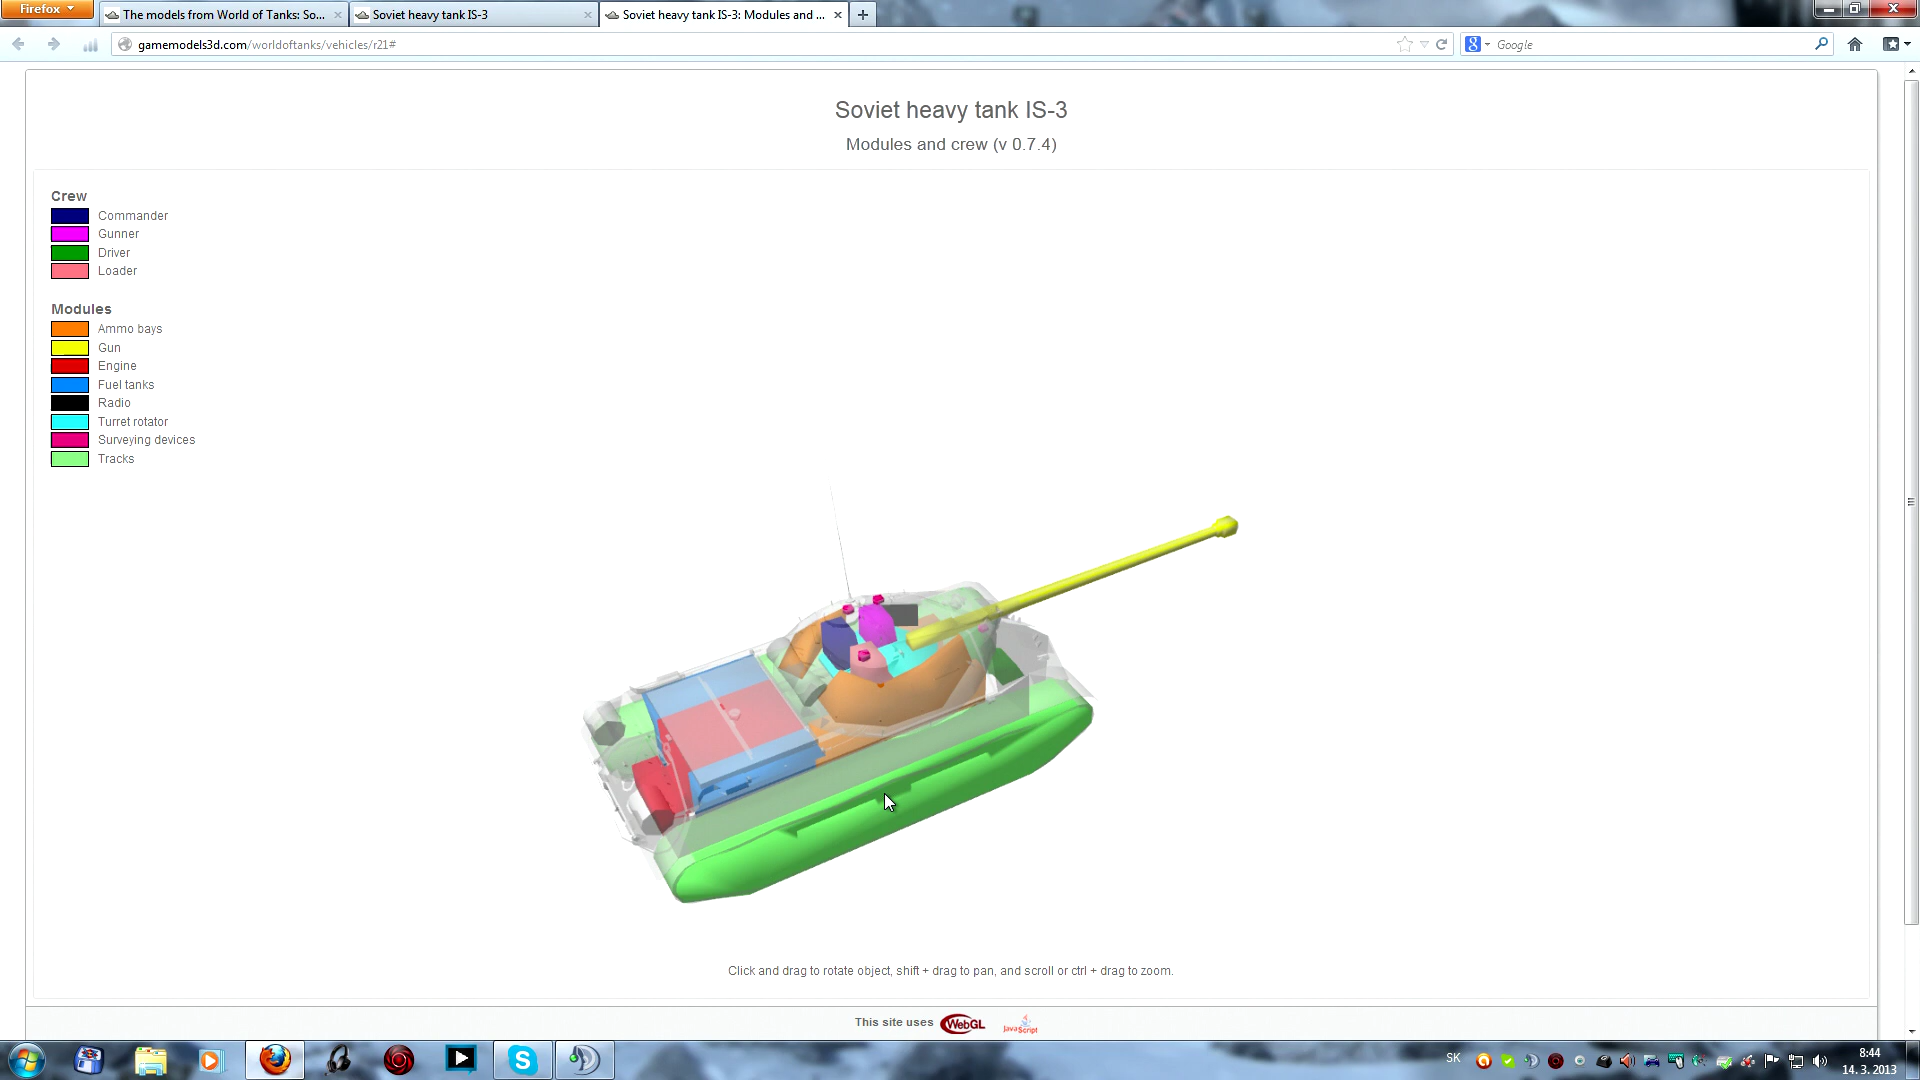 Firefox
The models from World of Tanks: So...
Soviet heavy tank IS-3
Soviet heavy tank IS-3: Modules and ...
gamemodels3d.com/worldoftanks/vehicles/r21#
Google
Soviet heavy tank IS-3
Modules and crew (v 0.7.4)
Crew
Commander
Gunner
Driver
Loader
Modules
Ammo bays
Gun
Engine
Fuel tanks
Radio
Turret rotator
Surveying devices
Tracks
Click and drag to rotate object, shift + drag to pan, and scroll or ctrl + drag to zoom.
This site uses WebGL JavaScript
SK
8:44
14. 3. 2013